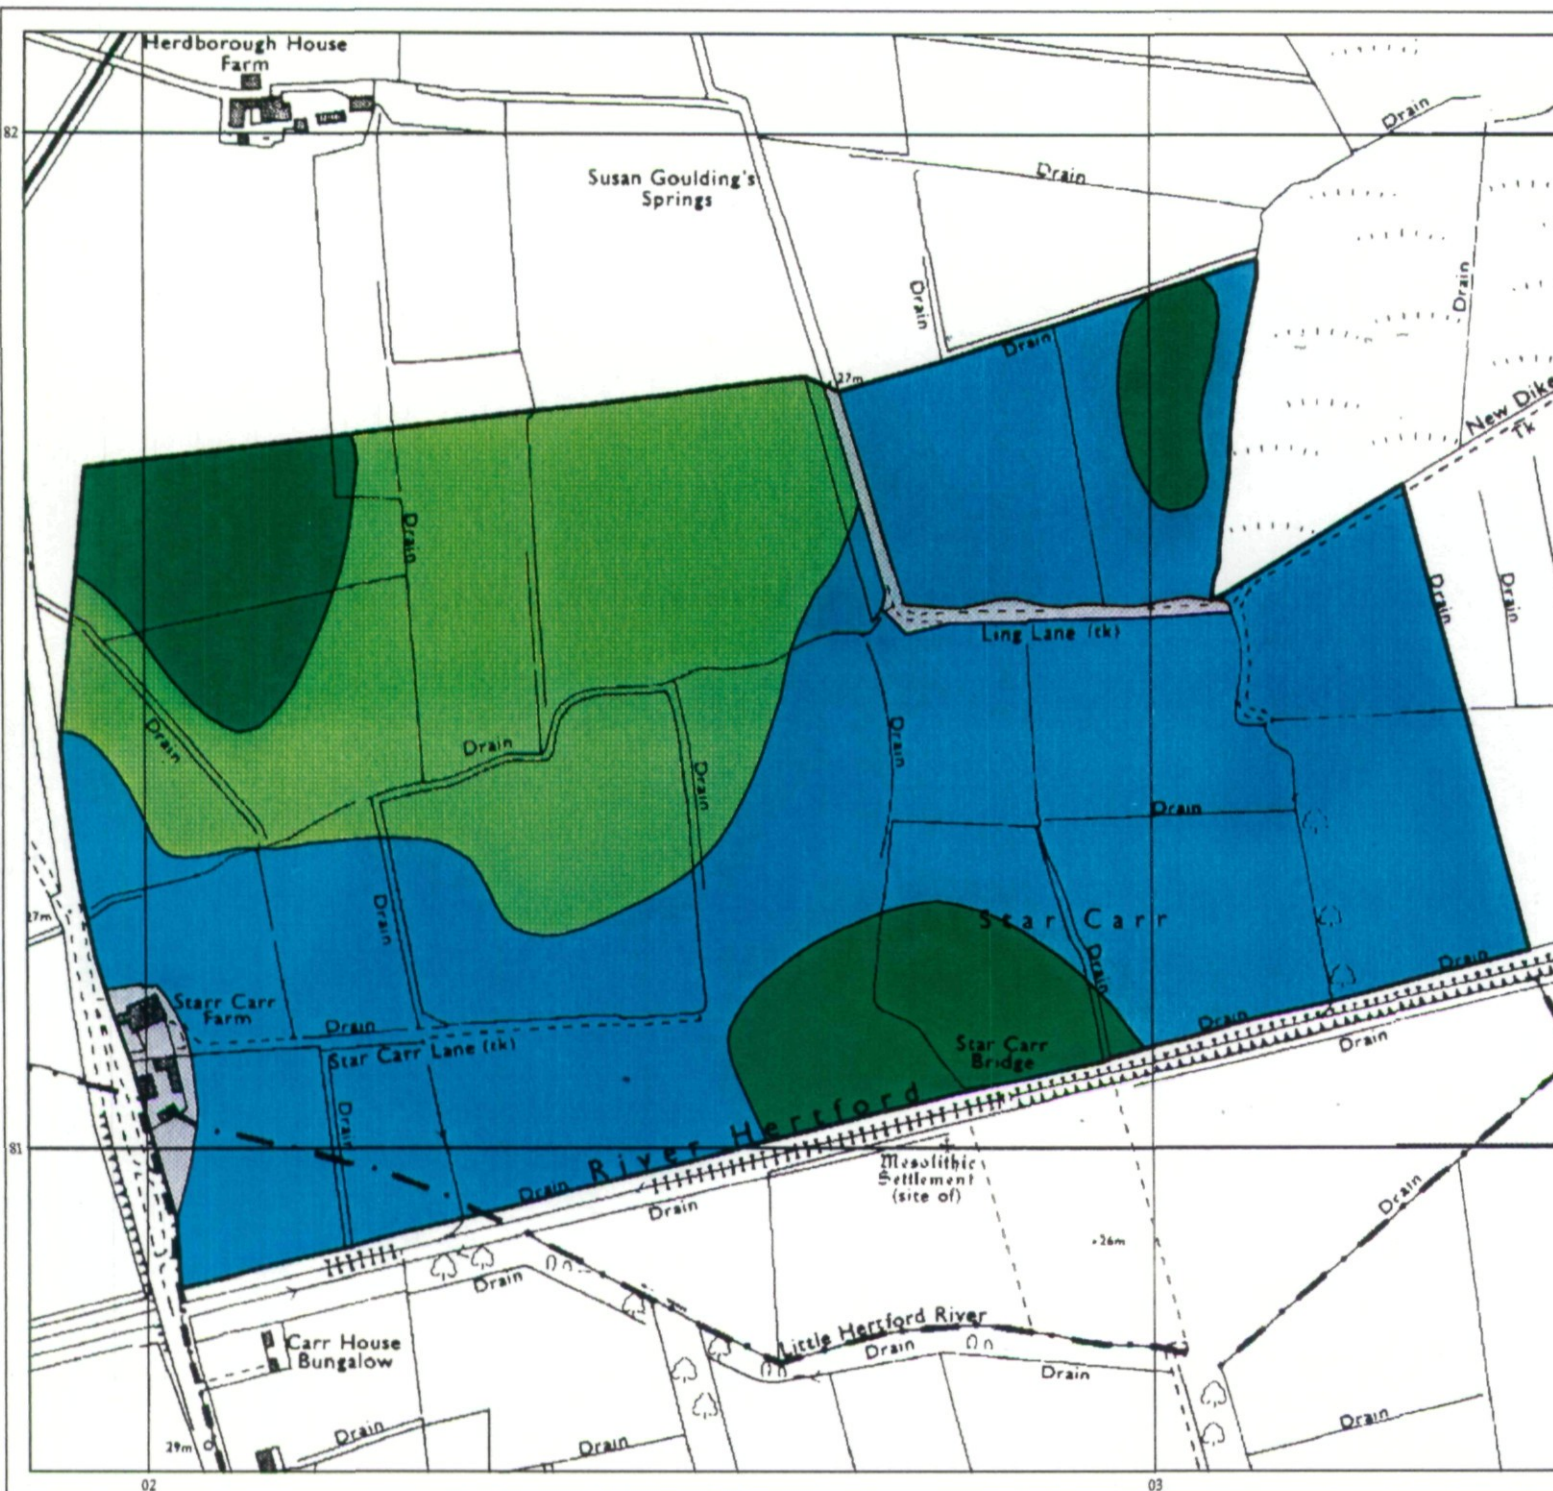 Herdborough House
Farm
82
Drain
Drain
Susan Goulding's
Springs
Drain
Drain
Drain
27m
New Dike
Tk
Drain
Drain
Drain
Ling Lane (tk)
Drain
Drain
Drain
Drain
Drain
27m
Drain
Star Carr
Drain
Drain
Starr Carr
Farm
Drain
Drain
Star Carr Lane (tk)
Star Carr
Bridge
Drain
Drain
River Hertford
81
Mesolithic
Settlement
(site of)
Drain
Drain
Drain
26m
Drain
Little Hertford River
Drain
Carr House
Bungalow
Drain
Drain
Drain
Drain
29m
02
03